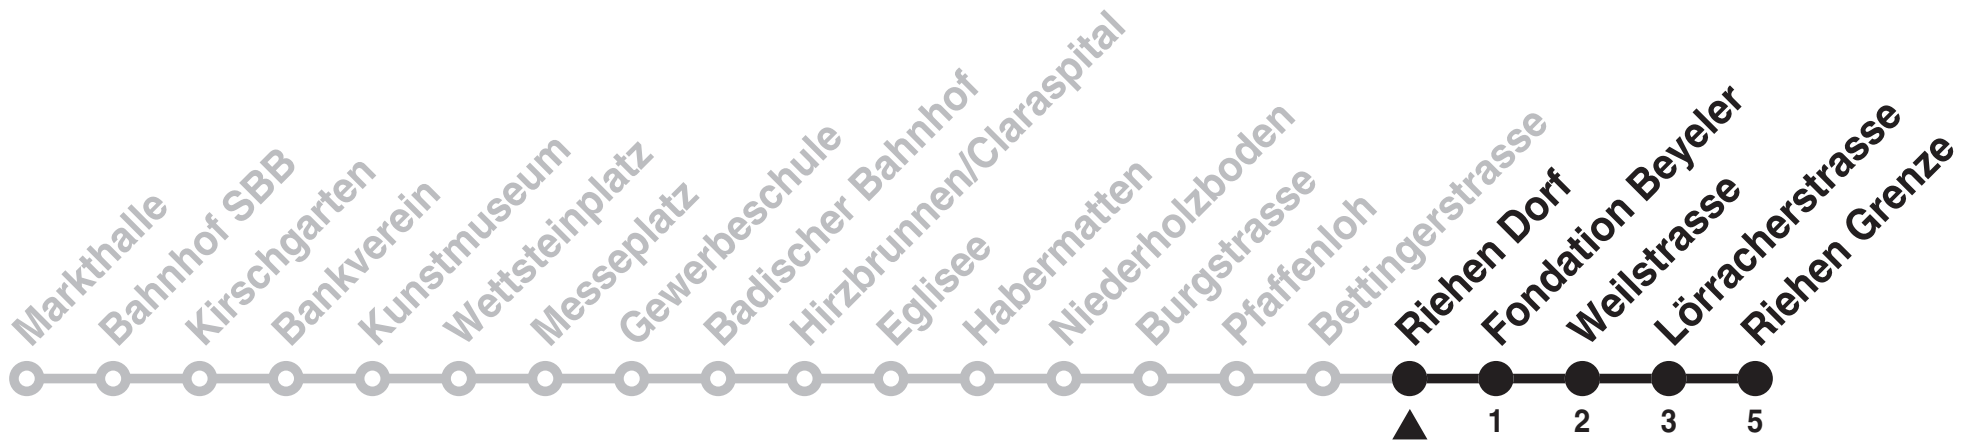 Markthalle
Bahnhof SBB
Kirschgarten
Bankverein
Kunstmuseum
Wettsteinplatz
Messeplatz
Gewerbeschule
Badischer Bahnhof
Hirzbrunnen/Claraspital
Eglisee
Habermatten
Niederholzboden
Burgstrasse
Pfaffenloh
Bettingerstrasse
Riehen Dorf
Fondation Beyeler
Weilstrasse
Lörracherstrasse
Riehen Grenze
1 2 3 5